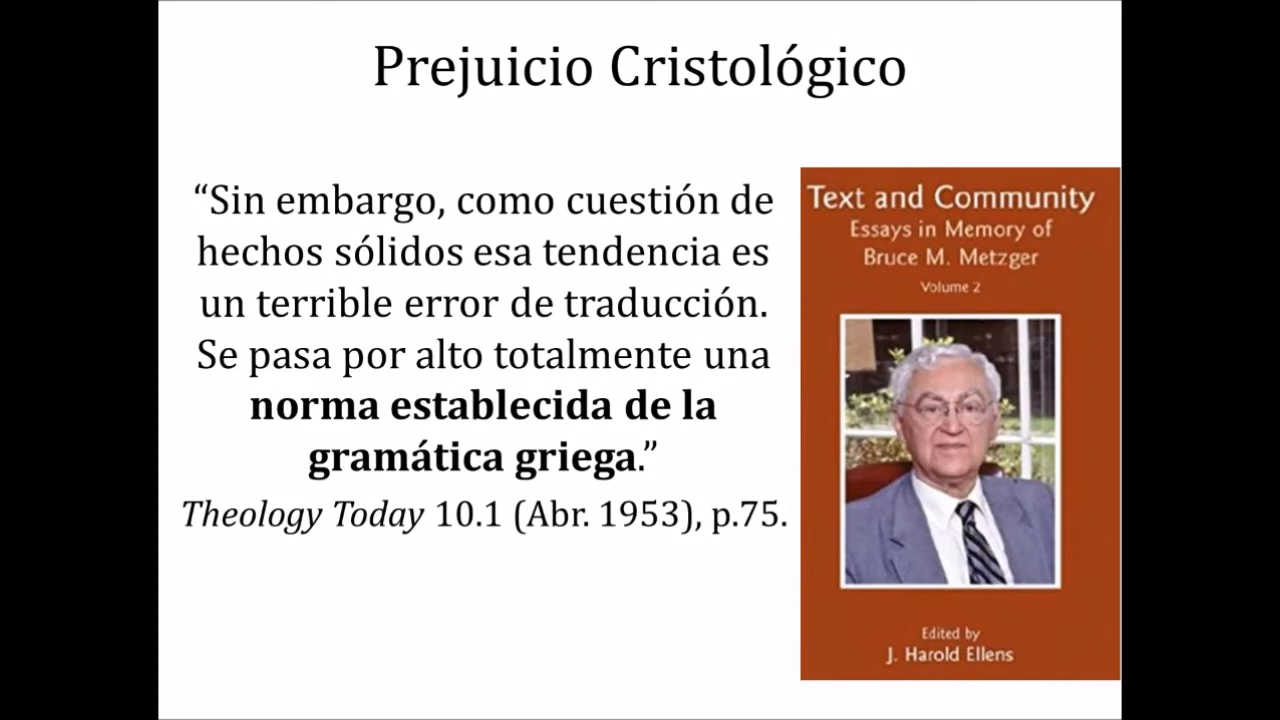 Prejuicio Cristológico
“Sin embargo, como cuestión de
hechos sólidos esa tendencia es
un terrible error de traducción.
Se pasa por alto totalmente una
norma establecida de la
gramática griega.”
Theology Today 10.1 (Abr. 1953), p.75.
Text and Community
Essays in Memory of
Bruce M. Metzger
Volume 2
Edited by
J. Harold Ellens